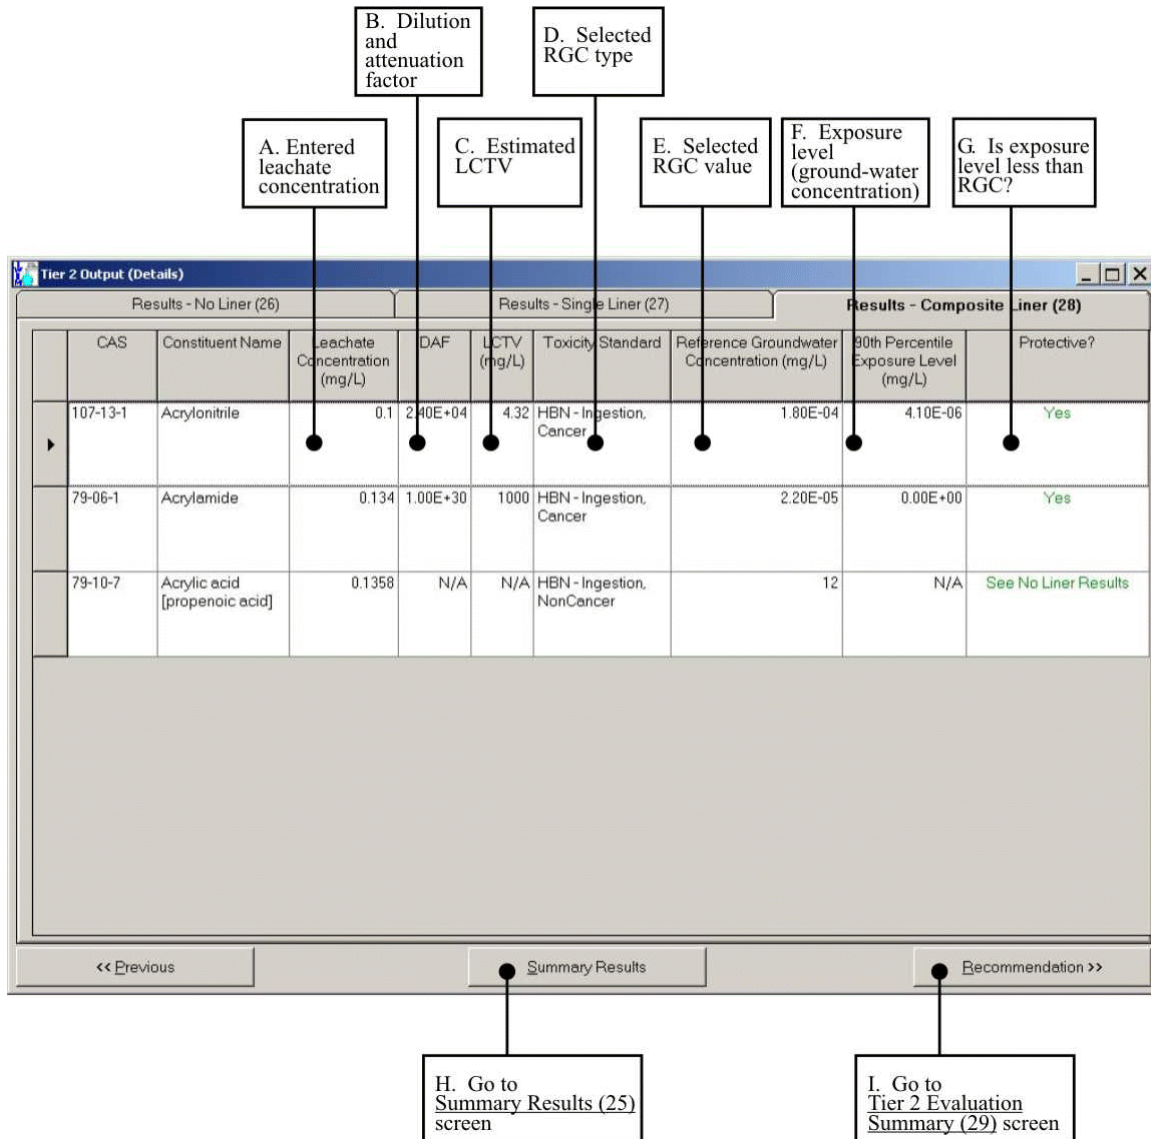 B. Dilution
and
attenuation
factor
D. Selected
RGC type
A. Entered
leachate
concentration
C. Estimated
LCTV
E. Selected
RGC value
F. Exposure
level
(ground-water
concentration)
G. Is exposure
level less than
RGC?
Tier 2 Output (Details)
Results - No Liner (26)
Results - Single Liner (27)
Results - Composite Liner (28)
CAS
Constituent Name
Leachate
Concentration
(mg/L)
DAF
LCTV
(mg/L)
Toxicity Standard
Reference Groundwater
Concentration (mg/L)
90th Percentile
Exposure Level
(mg/L)
Protective?
107-13-1
Acrylonitrile
0.1
2.40E+04
4.32
HBN - Ingestion,
Cancer
1.80E-04
4.10E-06
Yes
79-06-1
Acrylamide
0.134
1.00E+30
1000
HBN - Ingestion,
Cancer
2.20E-05
0.00E+00
Yes
79-10-7
Acrylic acid
[propenoic acid]
0.1358
N/A
N/A
HBN - Ingestion,
NonCancer
12
N/A
See No Liner Results
<< Previous
Summary Results
Recommendation >>
H. Go to
Summary Results (25)
screen
I. Go to
Tier 2 Evaluation
Summary (29) screen